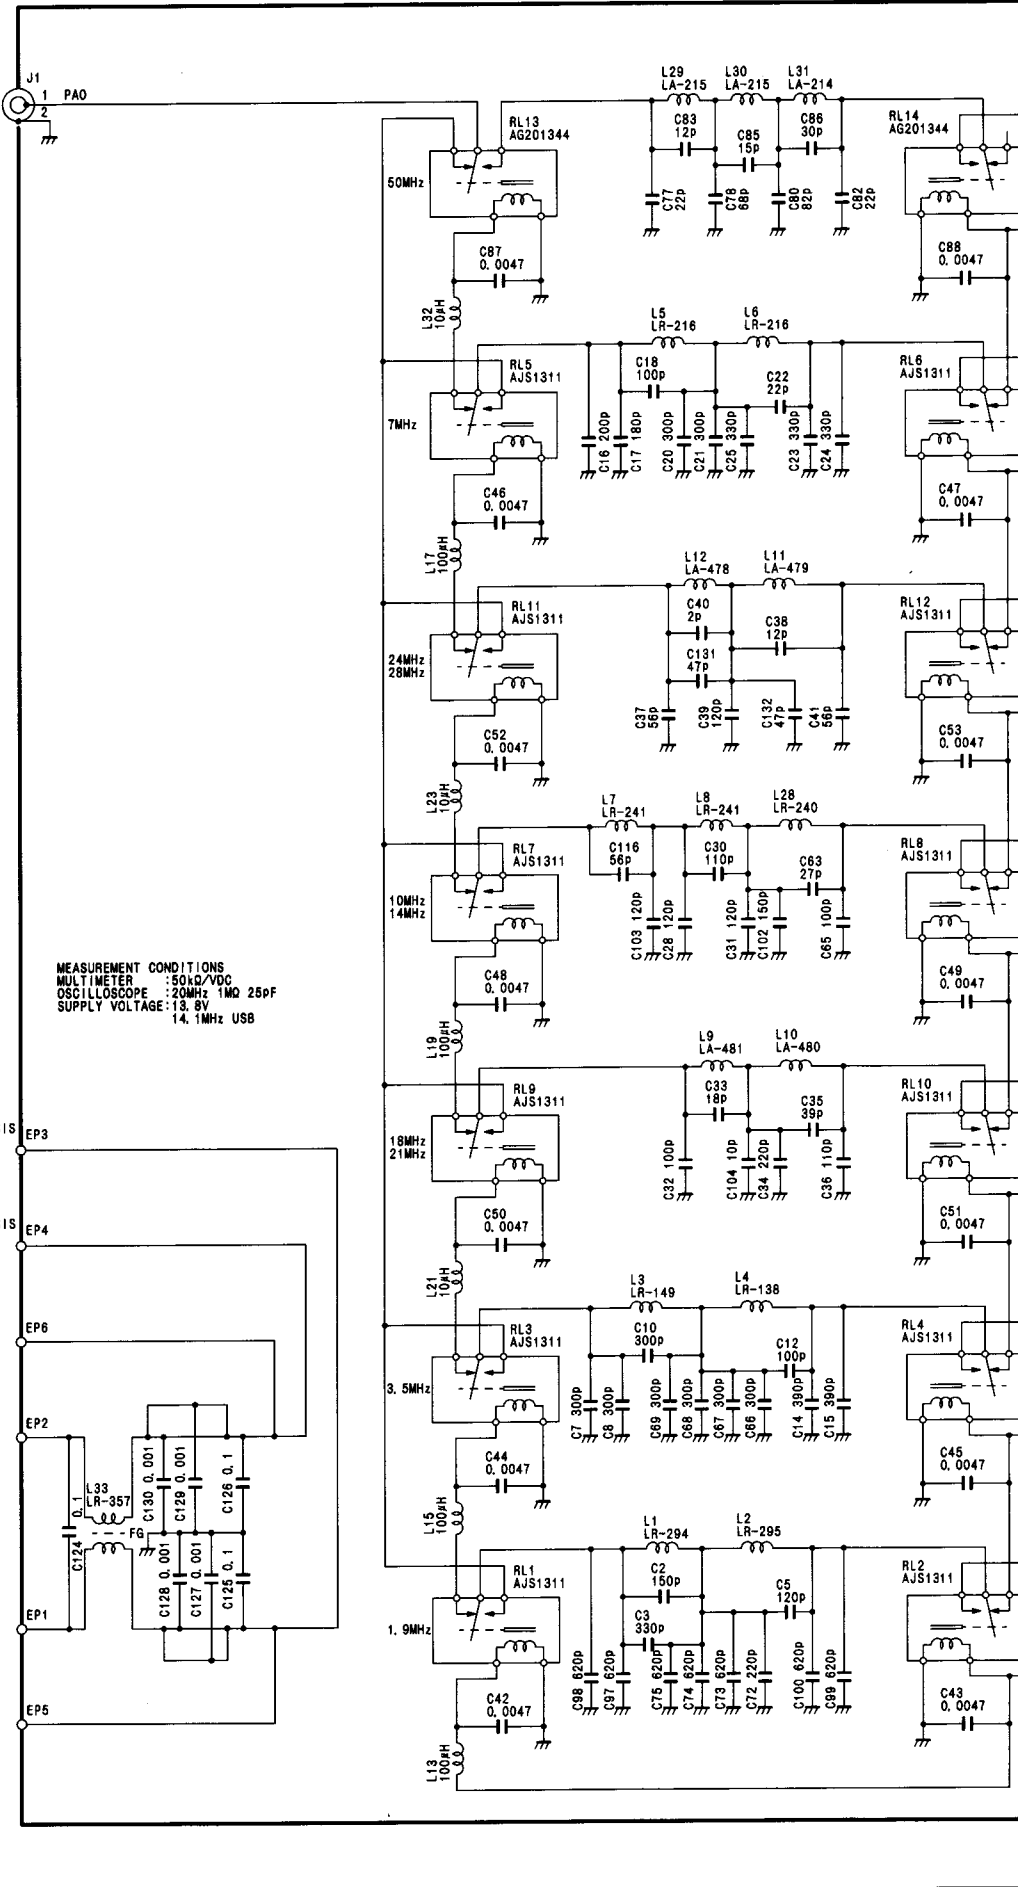 J1
1 PAO
2
RL13
AG201344
50MHz
C87
0.0047
L32
10μH
L29
LA-215
L30
LA-215
L31
LA-214
C83
12p
C85
15p
C86
30p
C77
22p
C78
68p
C80
82p
C82
22p
RL14
AG201344
C88
0.0047
RL5
AJS1311
7MHz
C46
0.0047
L17
100μH
L5
LR-216
L6
LR-216
C18
100p
C22
22p
C16 200p
C17 180p
C20 300p
C21 300p
C25 330p
C23 330p
C24 330p
RL6
AJS1311
C47
0.0047
RL11
AJS1311
24MHz
28MHz
C52
0.0047
L23
10μH
L12
LA-478
L11
LA-479
C40
2p
C38
12p
C131
47p
C37
56p
C39
120p
C132
47p
C41
56p
RL12
AJS1311
C53
0.0047
RL7
AJS1311
10MHz
14MHz
C48
0.0047
L19
100μH
L7
LR-241
L8
LR-241
L28
LR-240
C116
56p
C30
110p
C63
27p
C103 120p
C28 120p
C31 120p
C102 150p
C65 100p
RL8
AJS1311
C49
0.0047
MEASUREMENT CONDITIONS
MULTIMETER :50kΩ/VDC
OSCILLOSCOPE :20MHz 1MΩ 25pF
SUPPLY VOLTAGE:13.8V
14.1MHz USB
RL9
AJS1311
18MHz
21MHz
C50
0.0047
L21
10μH
L9
LA-481
L10
LA-480
C33
18p
C35
39p
C32 100p
C104 10p
C34 220p
C36 110p
RL10
AJS1311
C51
0.0047
IS EP3
IS EP4
EP6
EP2
EP1
EP5
C124 0.1
L33
LR-357
FG
C130 0.001
C129 0.001
C126 0.1
C128 0.001
C127 0.001
C125 0.1
RL3
AJS1311
3.5MHz
C44
0.0047
L15
100μH
L3
LR-149
L4
LR-138
C10
300p
C12
100p
C7 300p
C8 300p
C69 300p
C68 300p
C67 300p
C66 300p
C14 390p
C15 390p
RL4
AJS1311
C45
0.0047
RL1
AJS1311
1.9MHz
C42
0.0047
L13
100μH
L1
LR-294
L2
LR-295
C2
150p
C5
120p
C3
330p
C98 620p
C97 620p
C75 620p
C74 620p
C73 620p
C72 220p
C100 620p
C99 620p
RL2
AJS1311
C43
0.0047